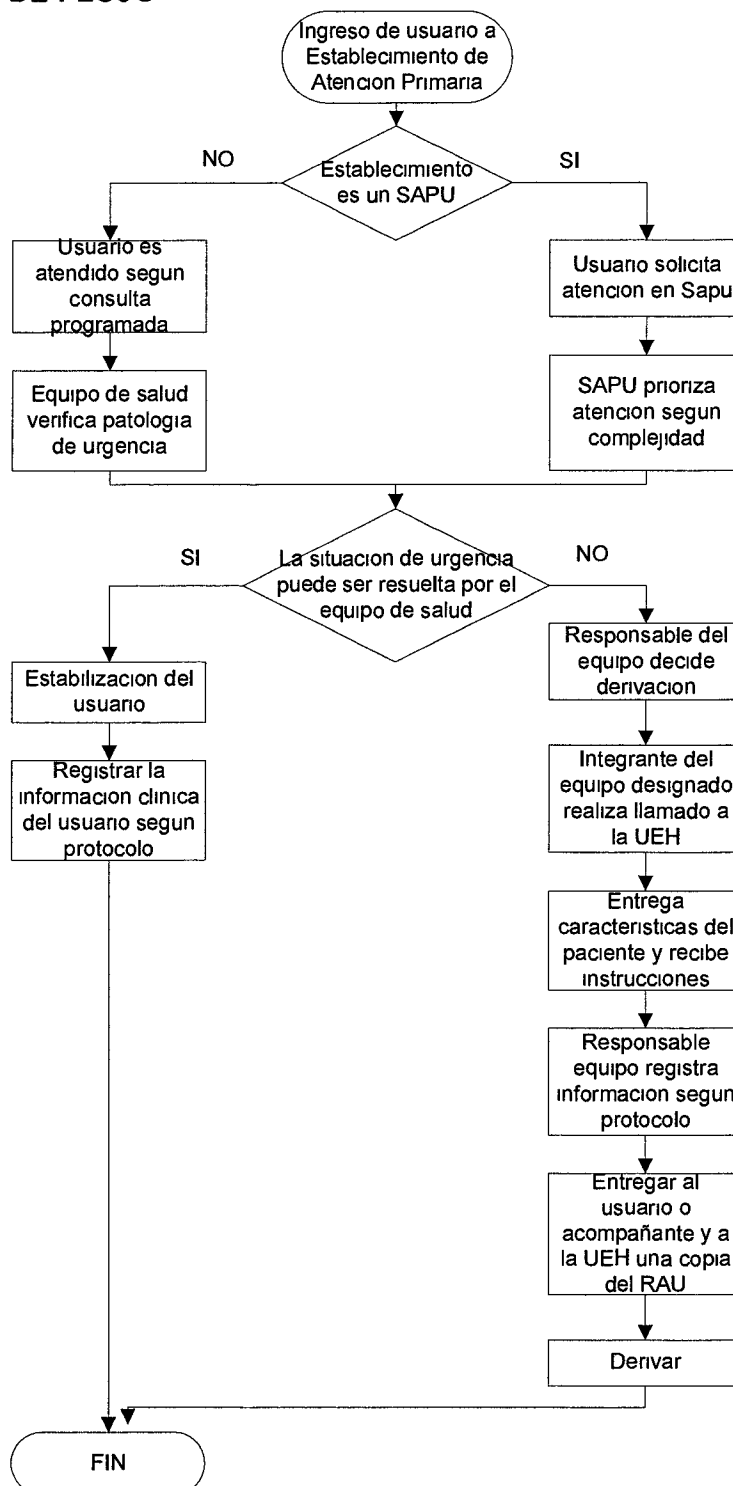 Ingreso de usuario a
Establecimiento de
Atencion Primaria
NO
Establecimiento
es un SAPU
SI
Usuario es
atendido segun
consulta
programada
Usuario solicita
atencion en Sapu
Equipo de salud
verifica patologia
de urgencia
SAPU prioriza
atencion segun
complejidad
SI
La situacion de urgencia
puede ser resuelta por el
equipo de salud
NO
Estabilizacion del
usuario
Registrar la
informacion clinica
del usuario segun
protocolo
Responsable del
equipo decide
derivacion
Integrante del
equipo designado
realiza llamado a
la UEH
Entrega
caracteristicas del
paciente y recibe
instrucciones
Responsable
equipo registra
informacion segun
protocolo
Entregar al
usuario o
acompañante y a
la UEH una copia
del RAU
Derivar
FIN